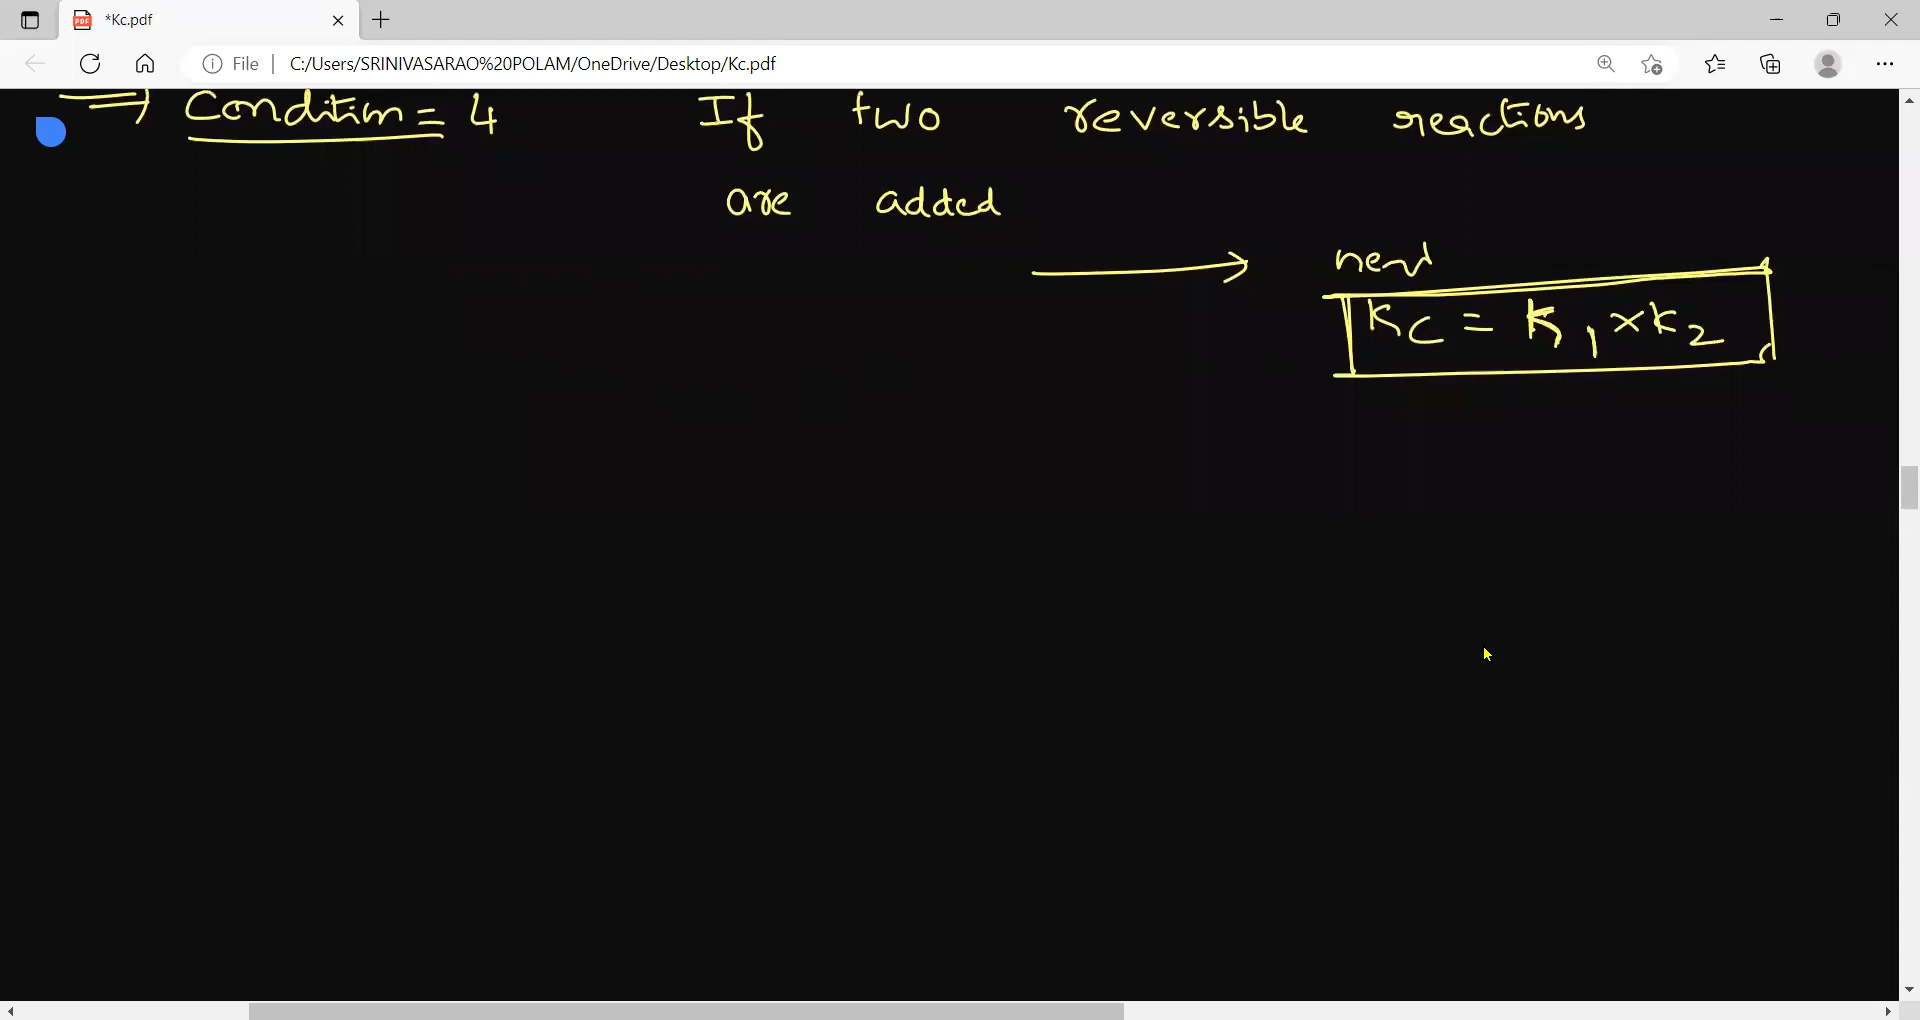 *Kc.pdf
File | C:/Users/SRINIVASARAO%20POLAM/OneDrive/Desktop/Kc.pdf
⇒ Condition = 4 If two reversible reactions
are added
→ new
Kc = K1 × K2